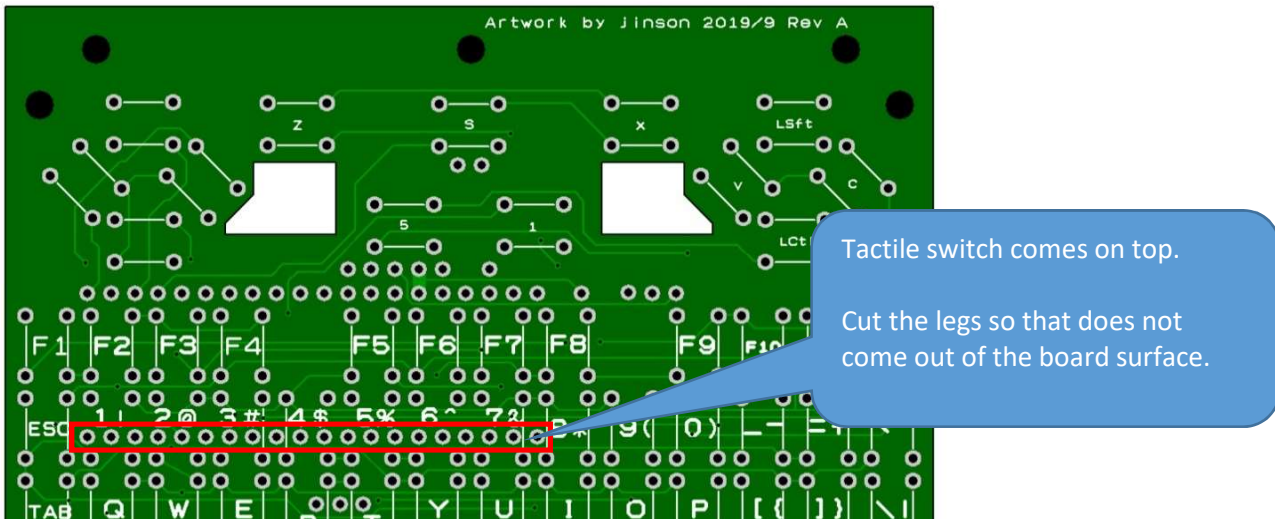 Artwork by jinson 2019/9 Rev A
Z S X LSft
V C
5 1
LCt
Tactile switch comes on top.
Cut the legs so that does not
come out of the board surface.
F1 F2 F3 F4 F5 F6 F7 F8 F9 F10
ESC 1! 2@ 3# 4$ 5% 6^ 7& 8* 9( 0) _- =+ \
TAB Q W E T Y U I O P [{ ]} \|